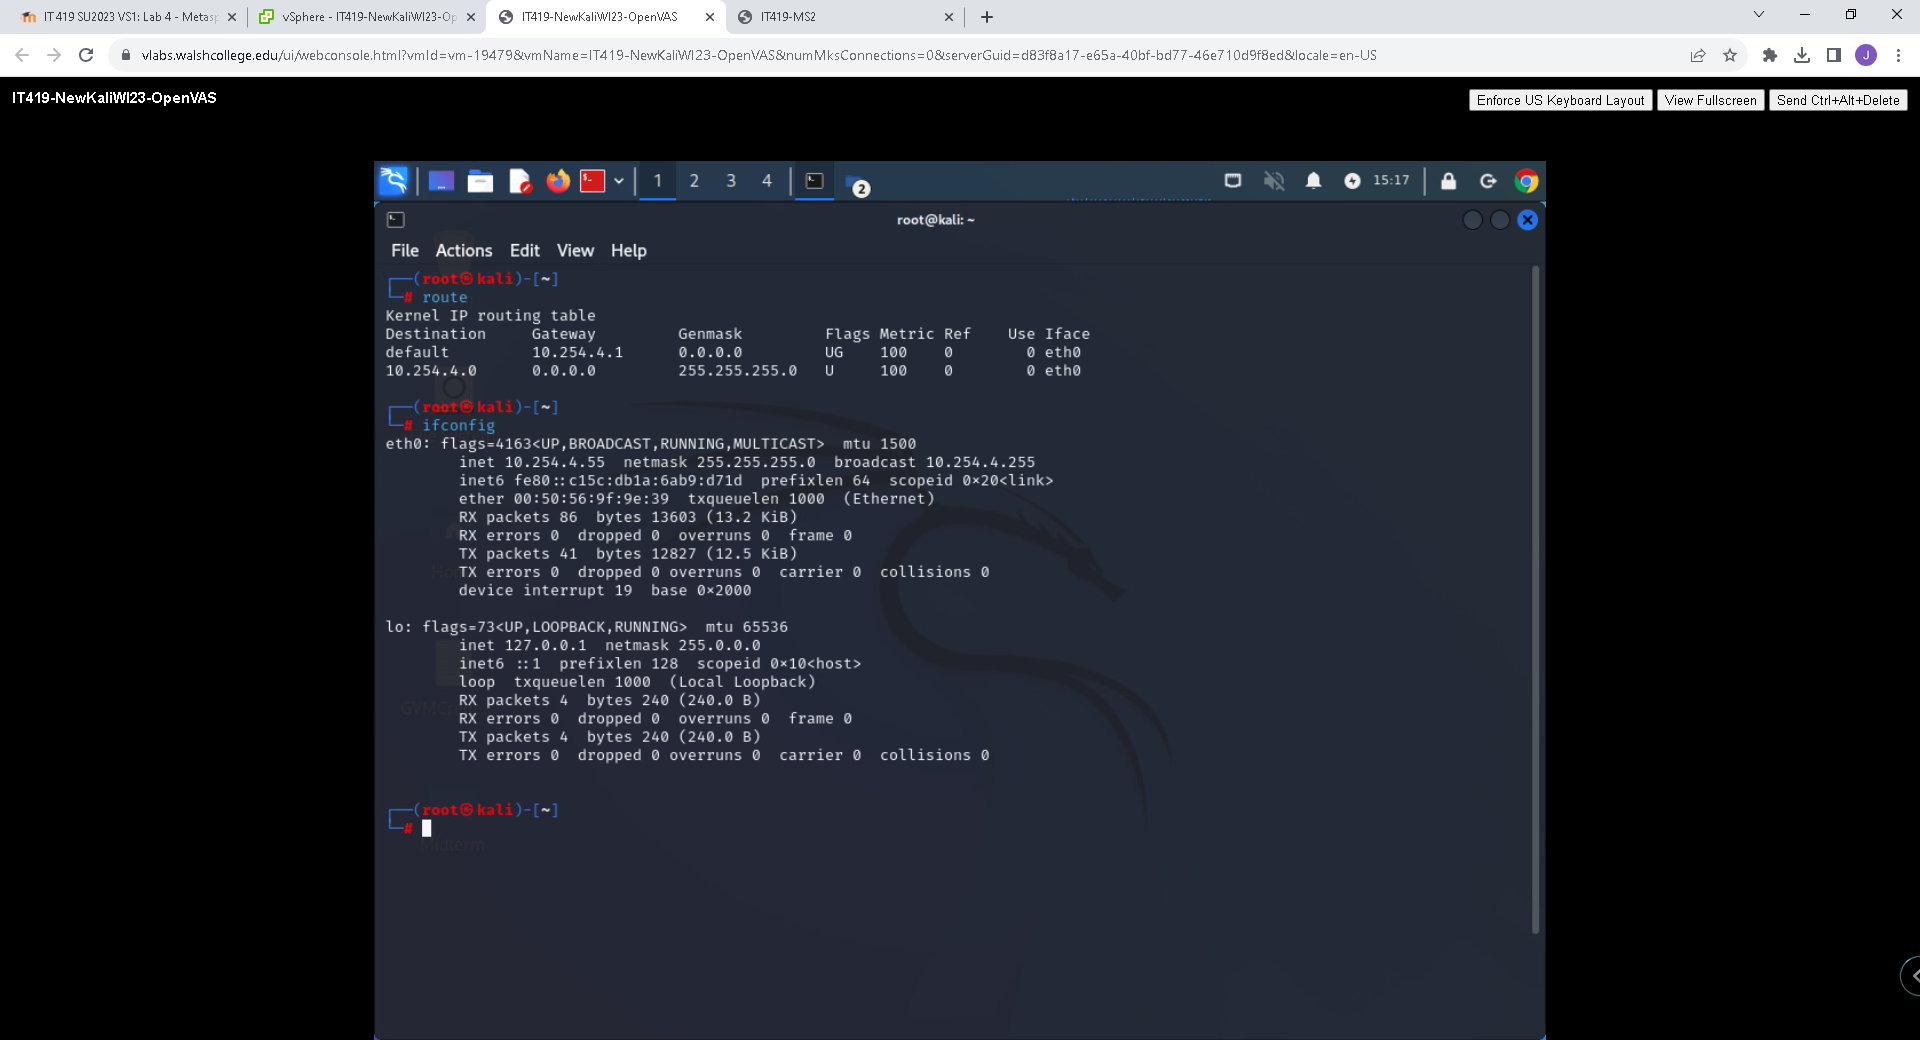 IT 419 SU2023 VS1: Lab 4 - Metasp
vSphere - IT419-NewKaliWI23-Op
IT419-NewKaliWI23-OpenVAS
IT419-MS2
vlabs.walshcollege.edu/ui/webconsole.html?vmId=vm-19479&vmName=IT419-NewKaliWI23-OpenVAS&numMksConnections=0&serverGuid=d83f8a17-e65a-40bf-bd77-46e710d9f8ed&locale=en-US
J
IT419-NewKaliWI23-OpenVAS
Enforce US Keyboard Layout
View Fullscreen
Send Ctrl+Alt+Delete
1 2 3 4 2 15:17
root@kali: ~
File Actions Edit View Help
┌──(root㉿kali)-[~]
└─# route
Kernel IP routing table
Destination     Gateway         Genmask         Flags Metric Ref    Use Iface
default         10.254.4.1      0.0.0.0         UG    100    0        0 eth0
10.254.4.0      0.0.0.0         255.255.255.0   U     100    0        0 eth0
┌──(root㉿kali)-[~]
└─# ifconfig
eth0: flags=4163<UP,BROADCAST,RUNNING,MULTICAST>  mtu 1500
inet 10.254.4.55  netmask 255.255.255.0  broadcast 10.254.4.255
inet6 fe80::c15c:db1a:6ab9:d71d  prefixlen 64  scopeid 0×20<link>
ether 00:50:56:9f:9e:39  txqueuelen 1000  (Ethernet)
RX packets 86  bytes 13603 (13.2 KiB)
RX errors 0  dropped 0  overruns 0  frame 0
TX packets 41  bytes 12827 (12.5 KiB)
TX errors 0  dropped 0 overruns 0  carrier 0  collisions 0
device interrupt 19  base 0×2000
lo: flags=73<UP,LOOPBACK,RUNNING>  mtu 65536
inet 127.0.0.1  netmask 255.0.0.0
inet6 ::1  prefixlen 128  scopeid 0×10<host>
loop  txqueuelen 1000  (Local Loopback)
RX packets 4  bytes 240 (240.0 B)
RX errors 0  dropped 0  overruns 0  frame 0
TX packets 4  bytes 240 (240.0 B)
TX errors 0  dropped 0 overruns 0  carrier 0  collisions 0
┌──(root㉿kali)-[~]
└─#
Midterm